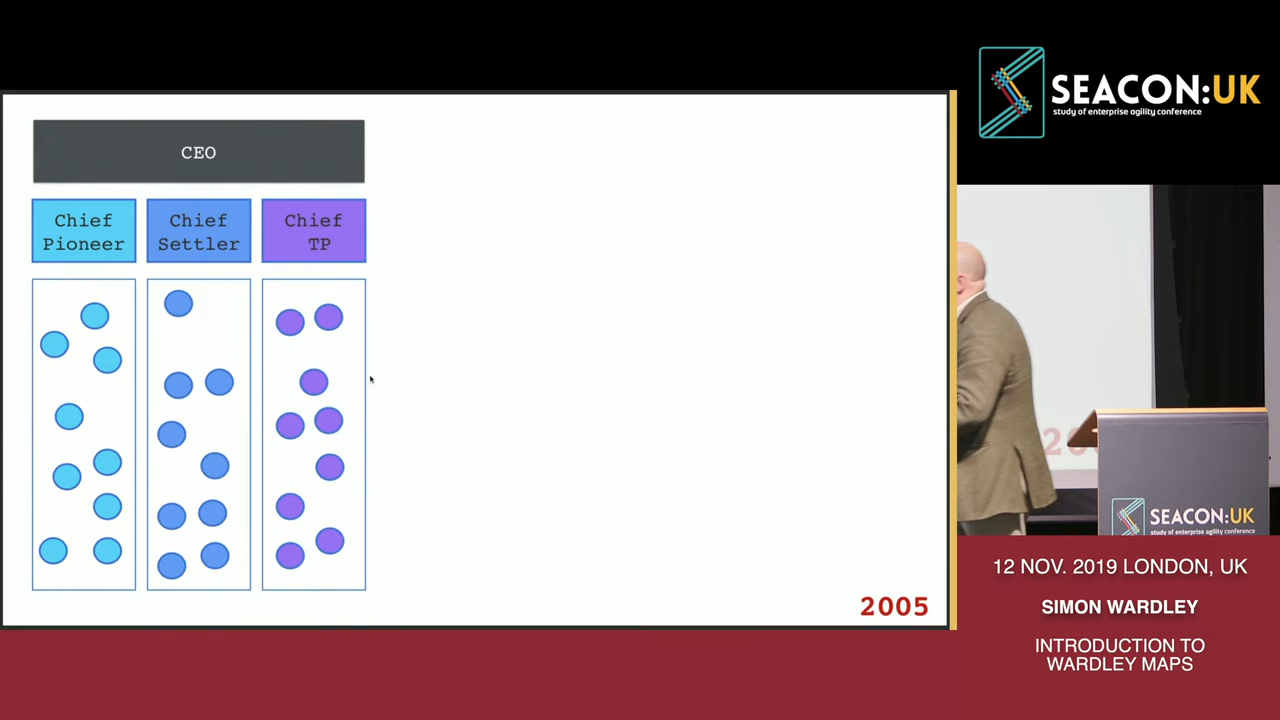 CEO
Chief
Pioneer
Chief
Settler
Chief
TP
2005
SEACON:UK
study of enterprise agility conference
SEACON:UK
study of enterprise agility conference
12 NOV. 2019 LONDON, UK
SIMON WARDLEY
INTRODUCTION TO
WARDLEY MAPS